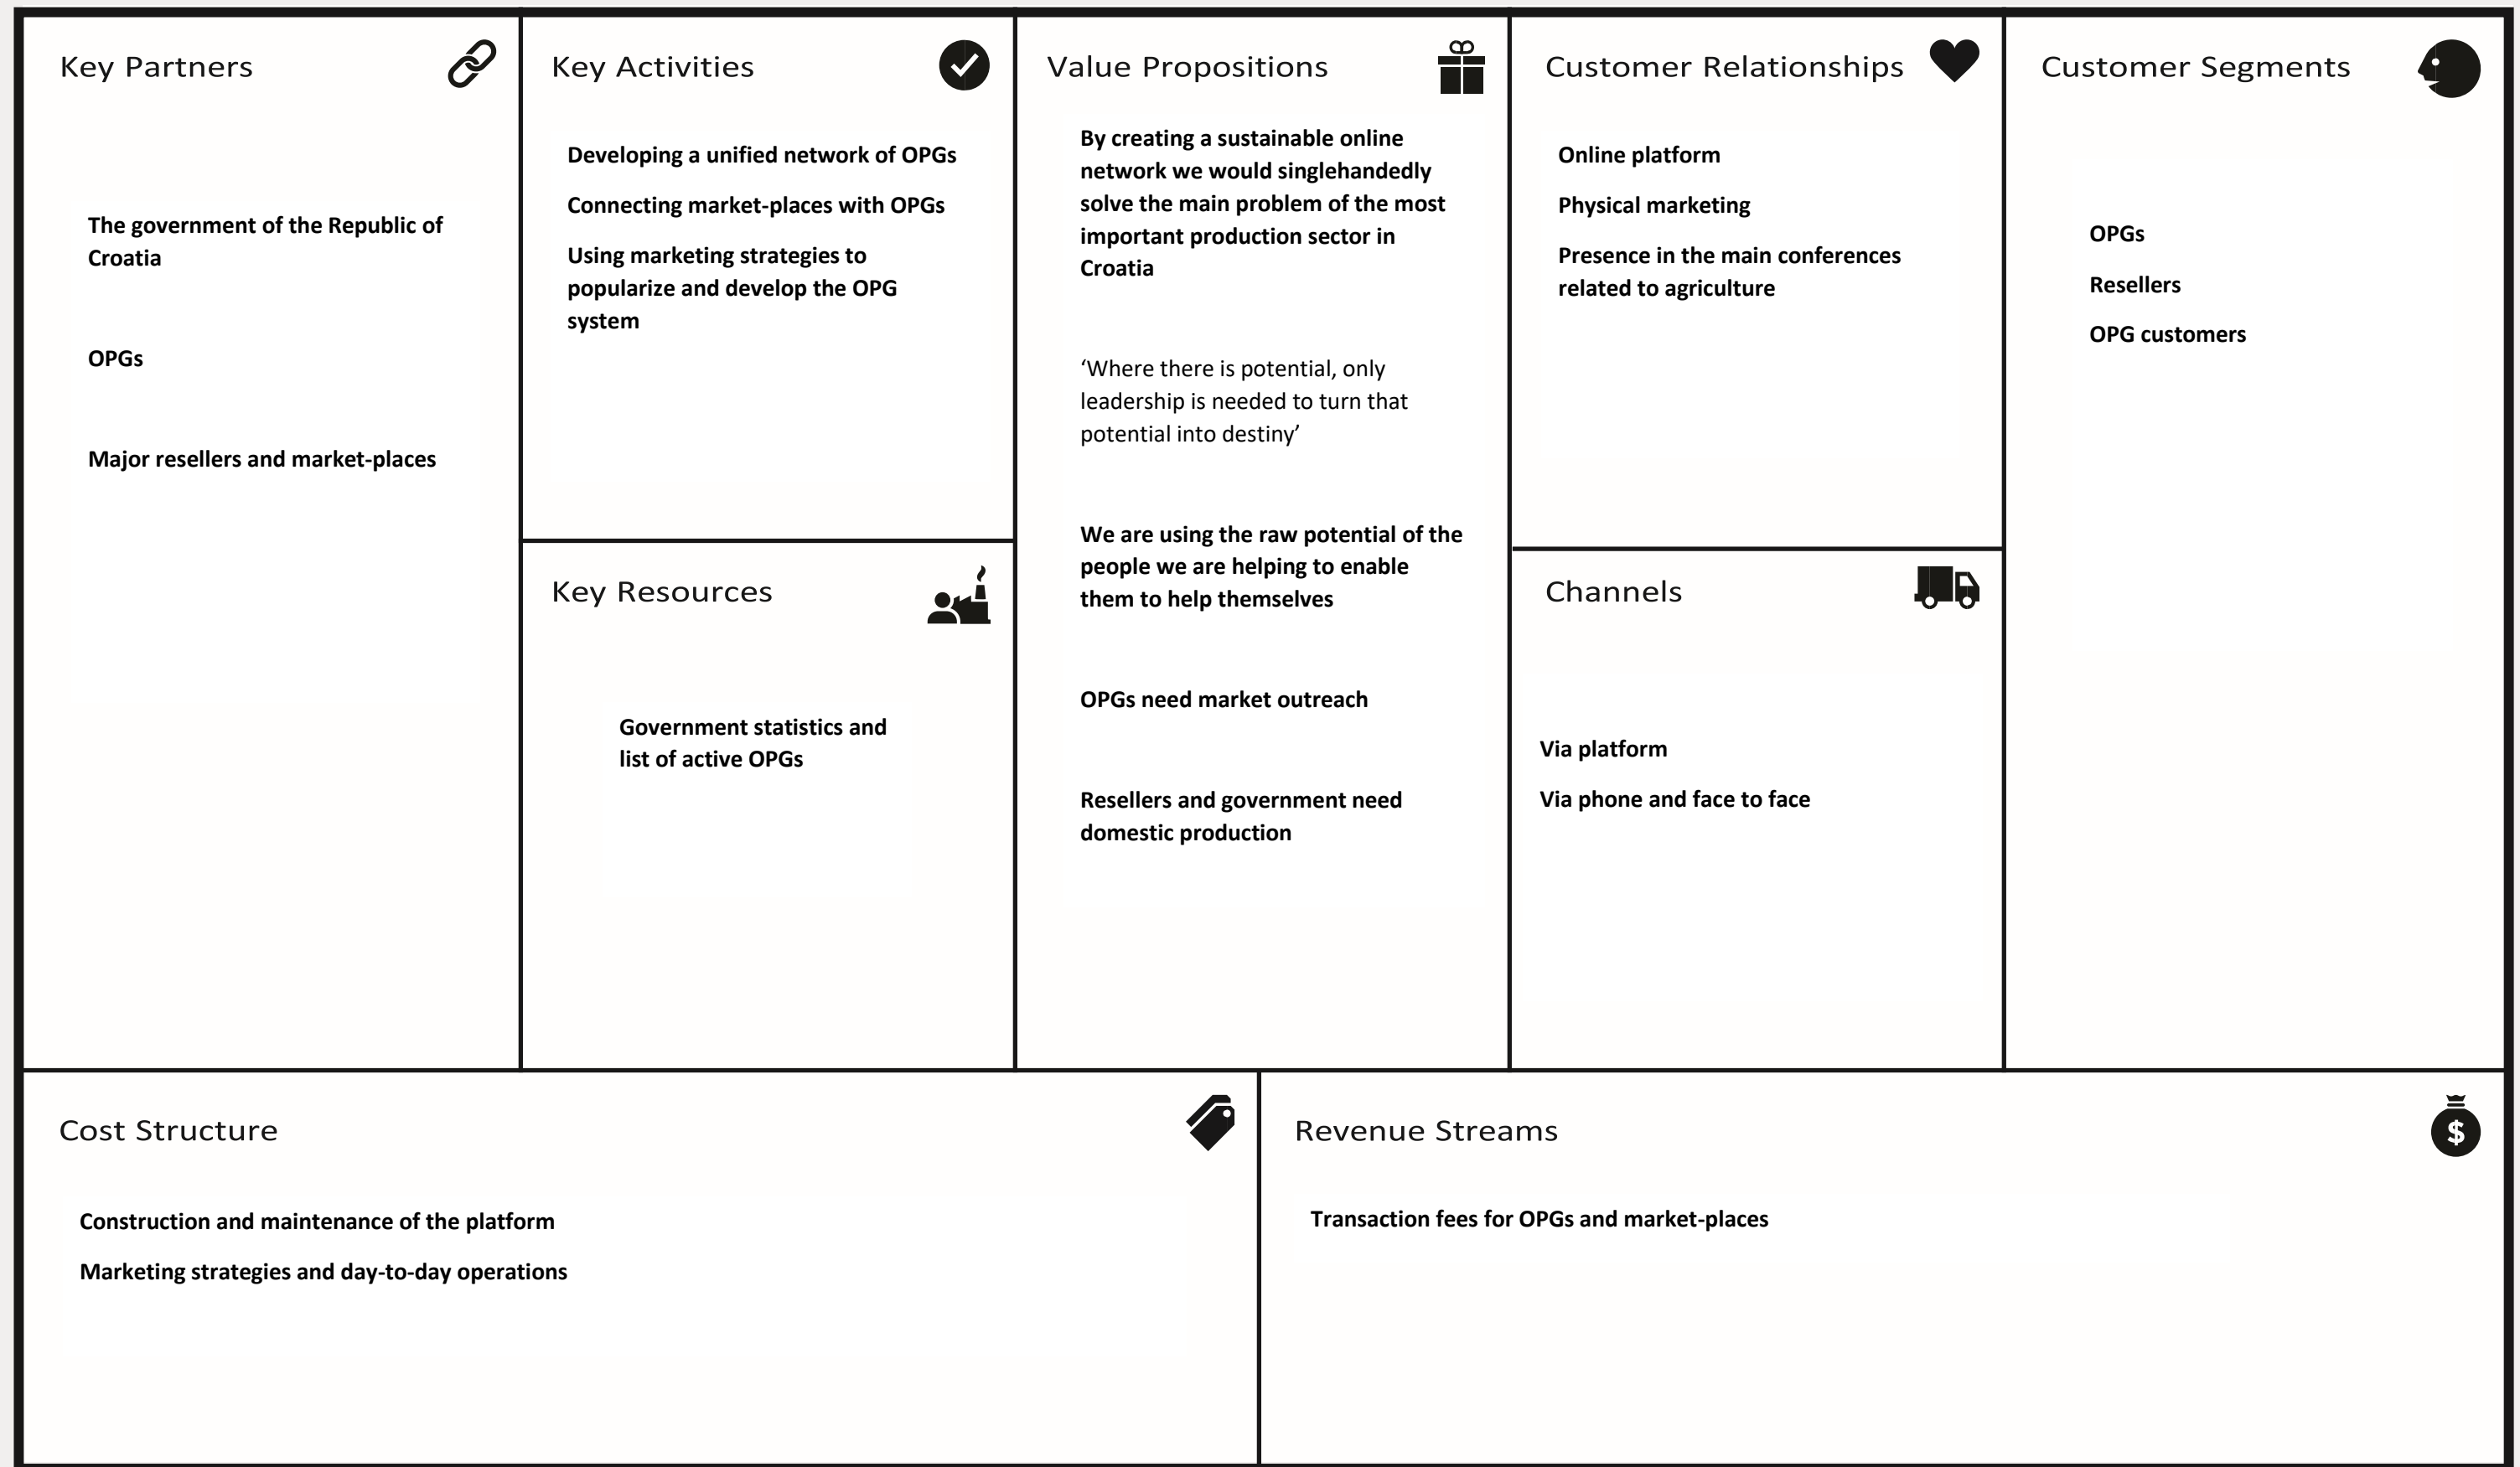 Key Partners
The government of the Republic of
Croatia
OPGs
Major resellers and market-places
Key Activities
Developing a unified network of OPGs
Connecting market-places with OPGs
Using marketing strategies to
popularize and develop the OPG
system
Key Resources
Government statistics and
list of active OPGs
Value Propositions
By creating a sustainable online
network we would singlehandedly
solve the main problem of the most
important production sector in
Croatia
‘Where there is potential, only
leadership is needed to turn that
potential into destiny’
We are using the raw potential of the
people we are helping to enable
them to help themselves
OPGs need market outreach
Resellers and government need
domestic production
Customer Relationships
Online platform
Physical marketing
Presence in the main conferences
related to agriculture
Channels
Via platform
Via phone and face to face
Customer Segments
OPGs
Resellers
OPG customers
Cost Structure
Construction and maintenance of the platform
Marketing strategies and day-to-day operations
Revenue Streams
$
Transaction fees for OPGs and market-places